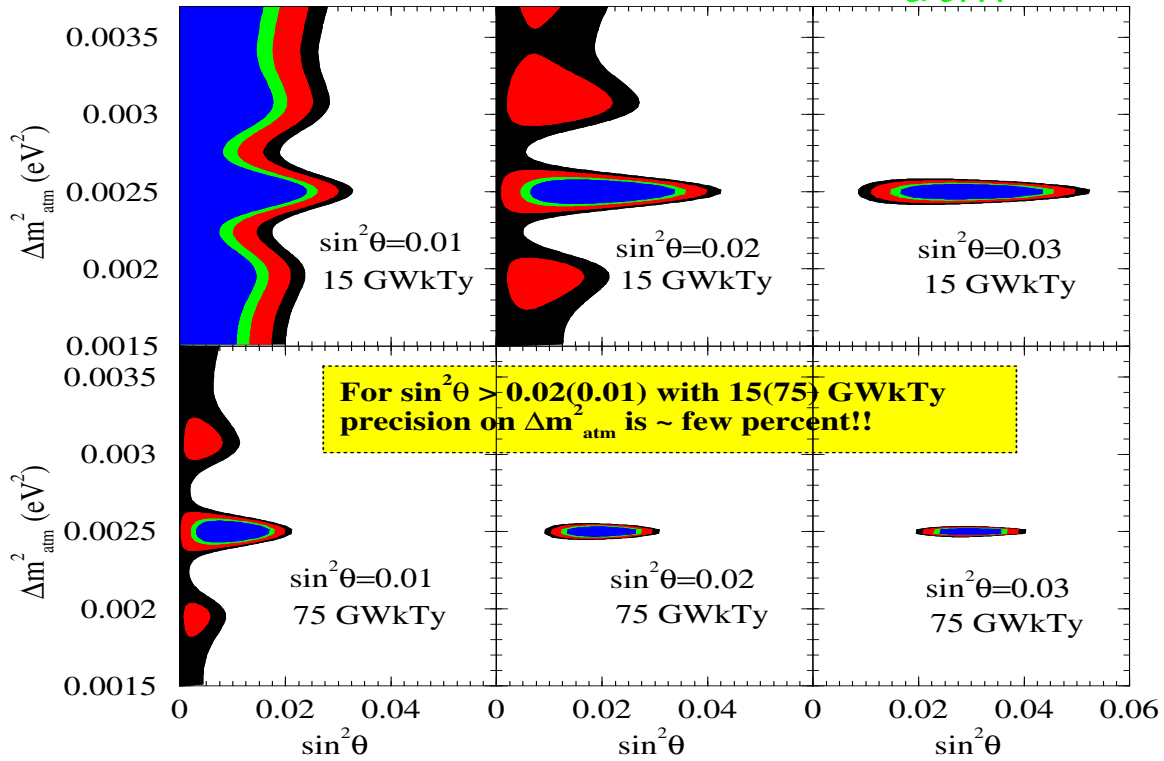 0.0035
0.003
0.0025
0.002
0.0015
Δm²atm (eV²)
sin²θ=0.01
15 GWkTy
sin²θ=0.02
15 GWkTy
sin²θ=0.03
15 GWkTy
For sin²θ > 0.02(0.01) with 15(75) GWkTy
precision on Δm²atm is ~ few percent!!
0.0035
0.003
0.0025
0.002
0.0015
Δm²atm (eV²)
sin²θ=0.01
75 GWkTy
sin²θ=0.02
75 GWkTy
sin²θ=0.03
75 GWkTy
0 0.02 0.04 0 0.02 0.04 0 0.02 0.04 0.06
sin²θ sin²θ sin²θ